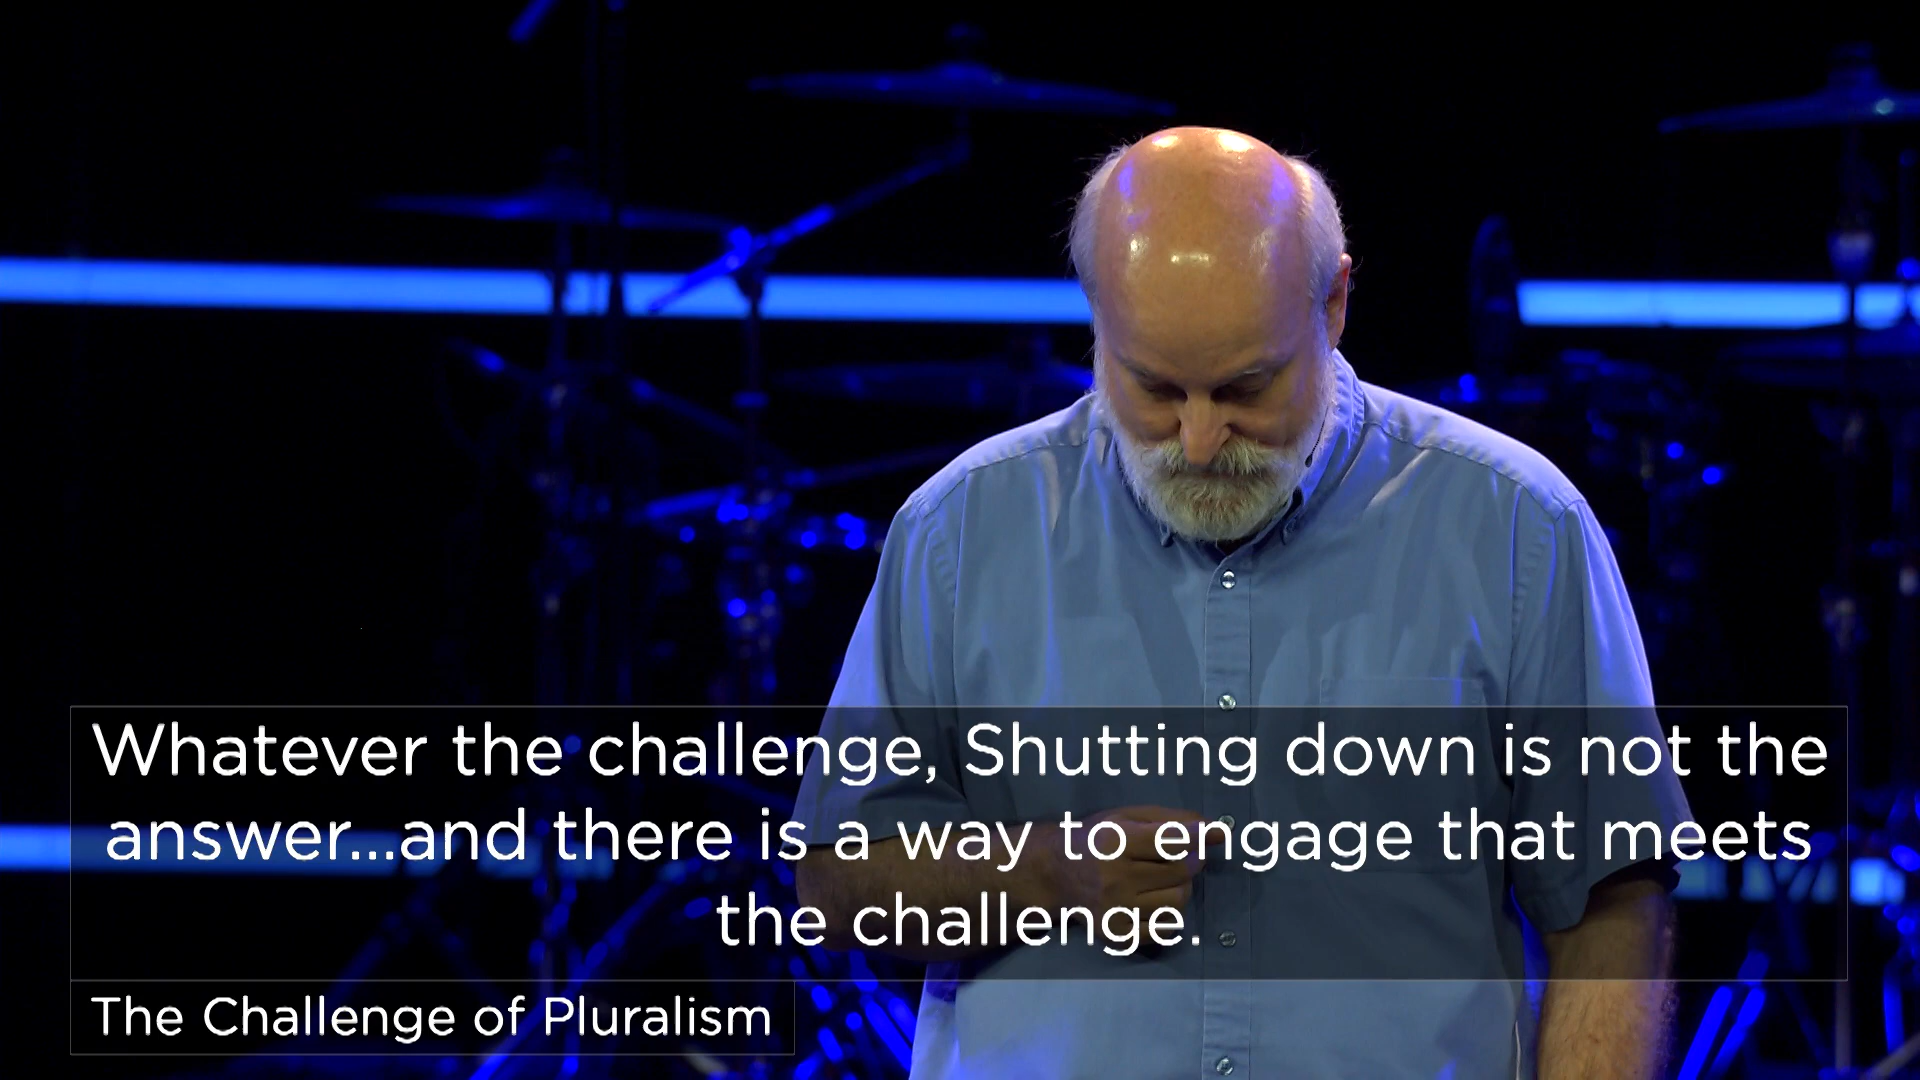 Whatever the challenge, Shutting down is not the
answer...and there is a way to engage that meets
the challenge.
The Challenge of Pluralism